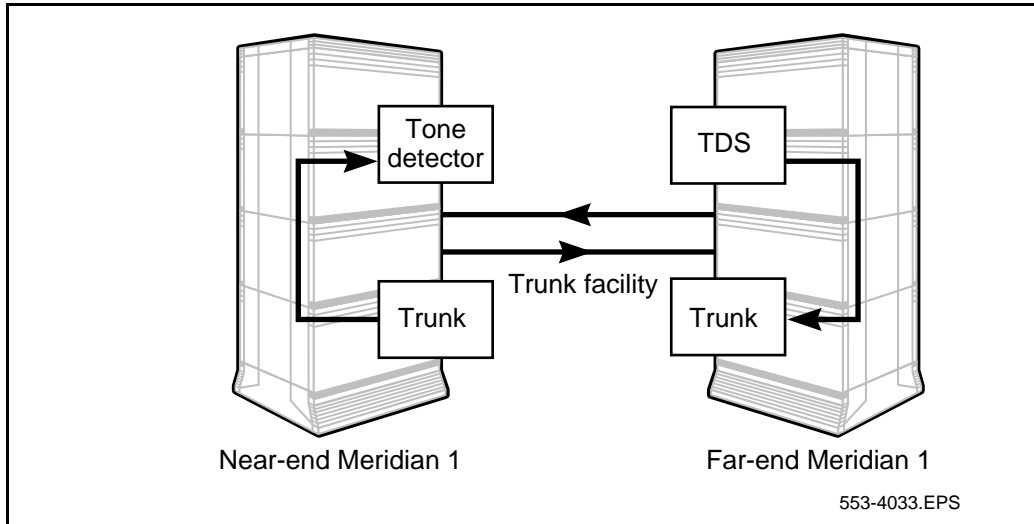 Tone
detector
TDS
Trunk facility
Trunk
Trunk
Near-end Meridian 1
Far-end Meridian 1
553-4033.EPS